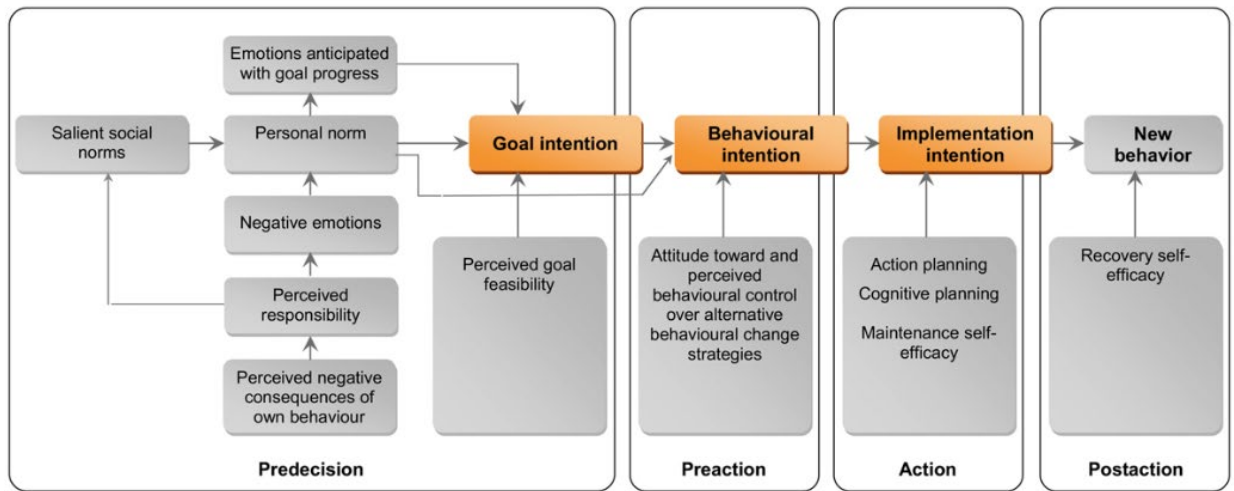 Emotions anticipated
with goal progress
Salient social
norms
Personal norm
Goal intention
Behavioural
intention
Implementation
intention
New
behavior
Negative emotions
Perceived
responsibility
Perceived negative
consequences of
own behaviour
Perceived goal
feasibility
Attitude toward and
perceived
behavioural control
over alternative
behavioural change
strategies
Action planning
Cognitive planning
Maintenance self-
efficacy
Recovery self-
efficacy
Predecision
Preaction
Action
Postaction